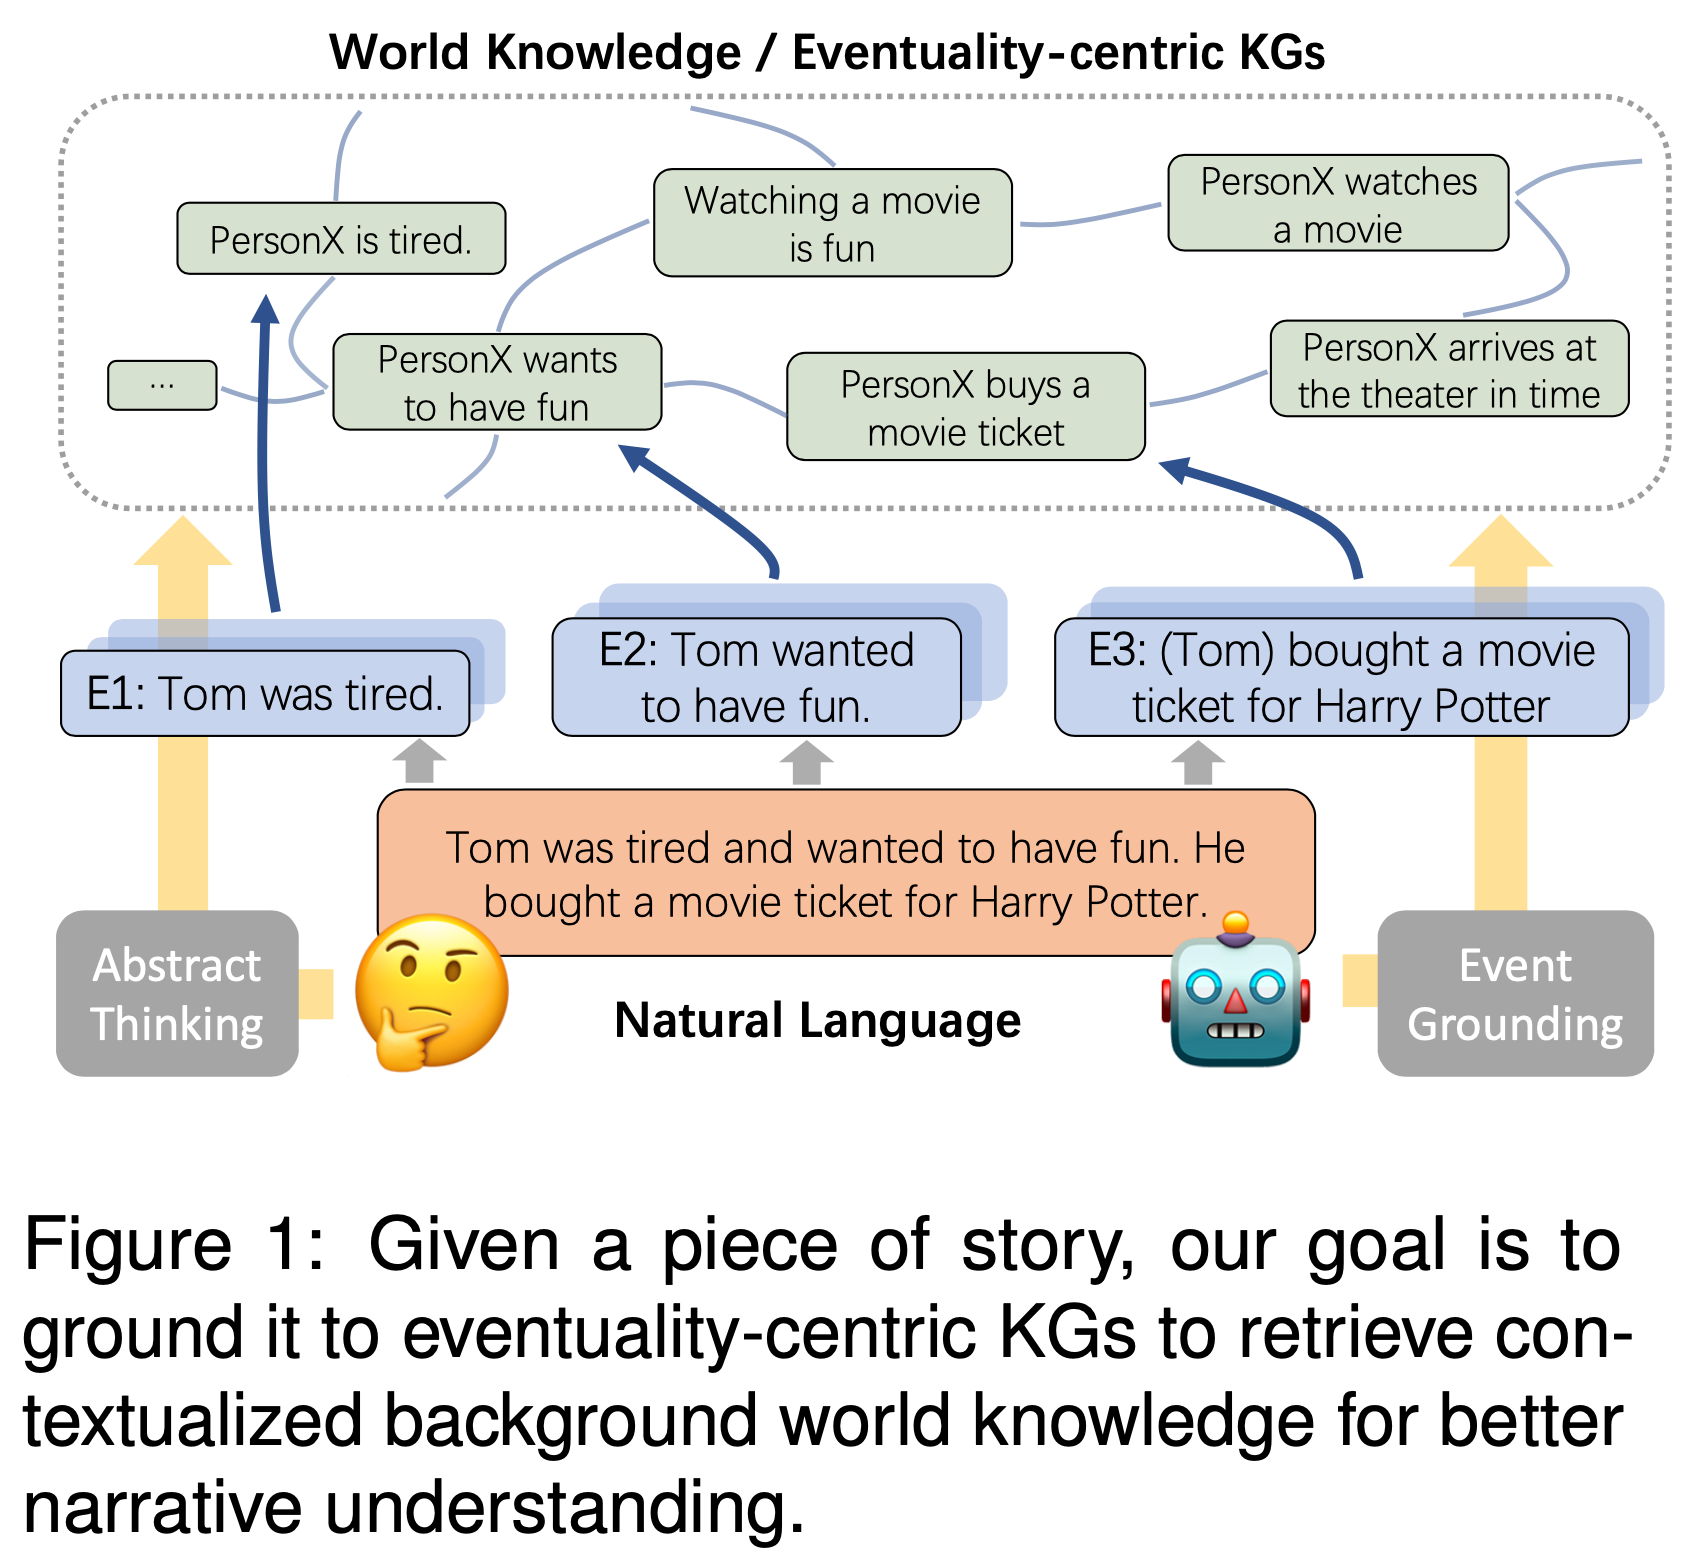 World Knowledge / Eventuality-centric KGs
PersonX is tired.
Watching a movie
is fun
PersonX watches
a movie
...
PersonX wants
to have fun
PersonX buys a
movie ticket
PersonX arrives at
the theater in time
E1: Tom was tired.
E2: Tom wanted
to have fun.
E3: (Tom) bought a movie
ticket for Harry Potter
Tom was tired and wanted to have fun. He
bought a movie ticket for Harry Potter.
Abstract
Thinking
Natural Language
Event
Grounding
Figure 1: Given a piece of story, our goal is to
ground it to eventuality-centric KGs to retrieve con-
textualized background world knowledge for better
narrative understanding.